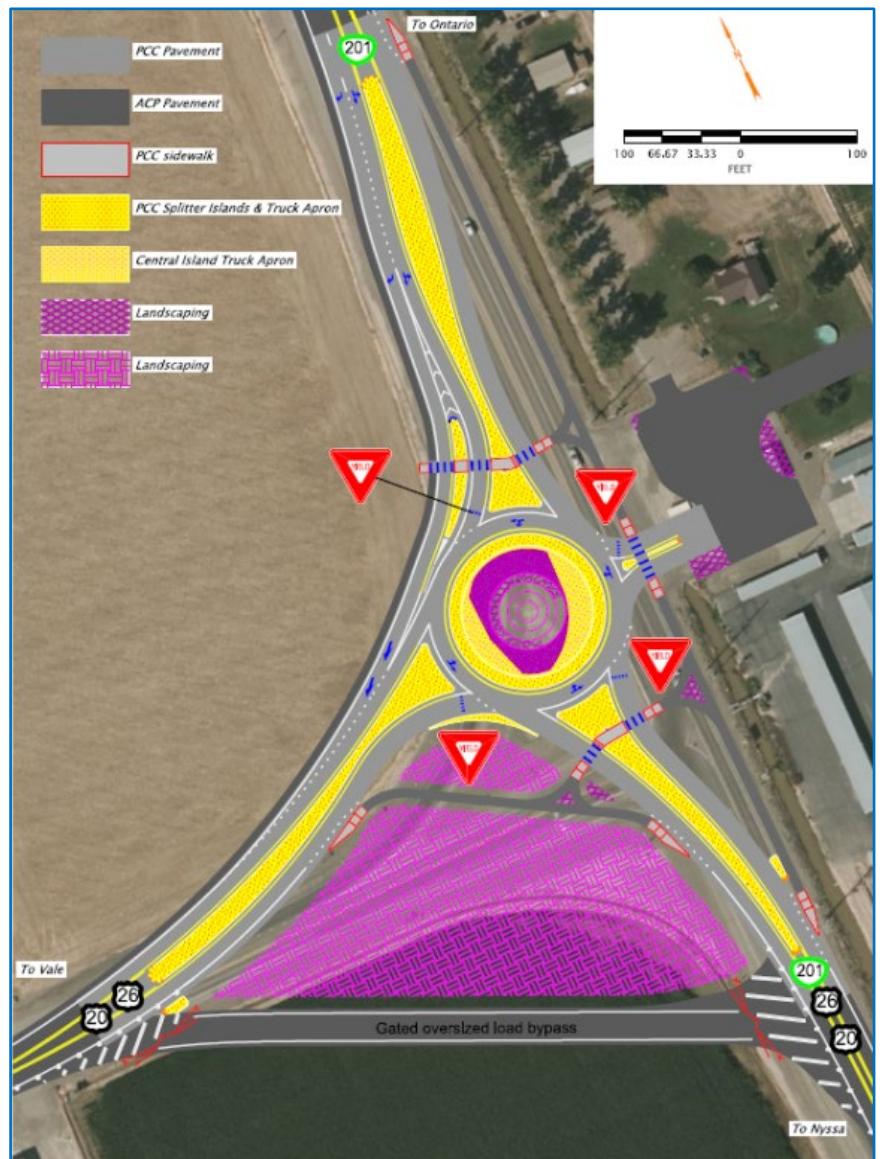 To Ontario
201
PCC Pavement
ACP Pavement
PCC sidewalk
PCC Splitter Islands & Truck Apron
Central Island Truck Apron
Landscaping
Landscaping
N
100 66.67 33.33 0 100
FEET
YIELD
YIELD
YIELD
YIELD
To Vale
20
26
201
26
20
Gated oversized load bypass
To Nyssa